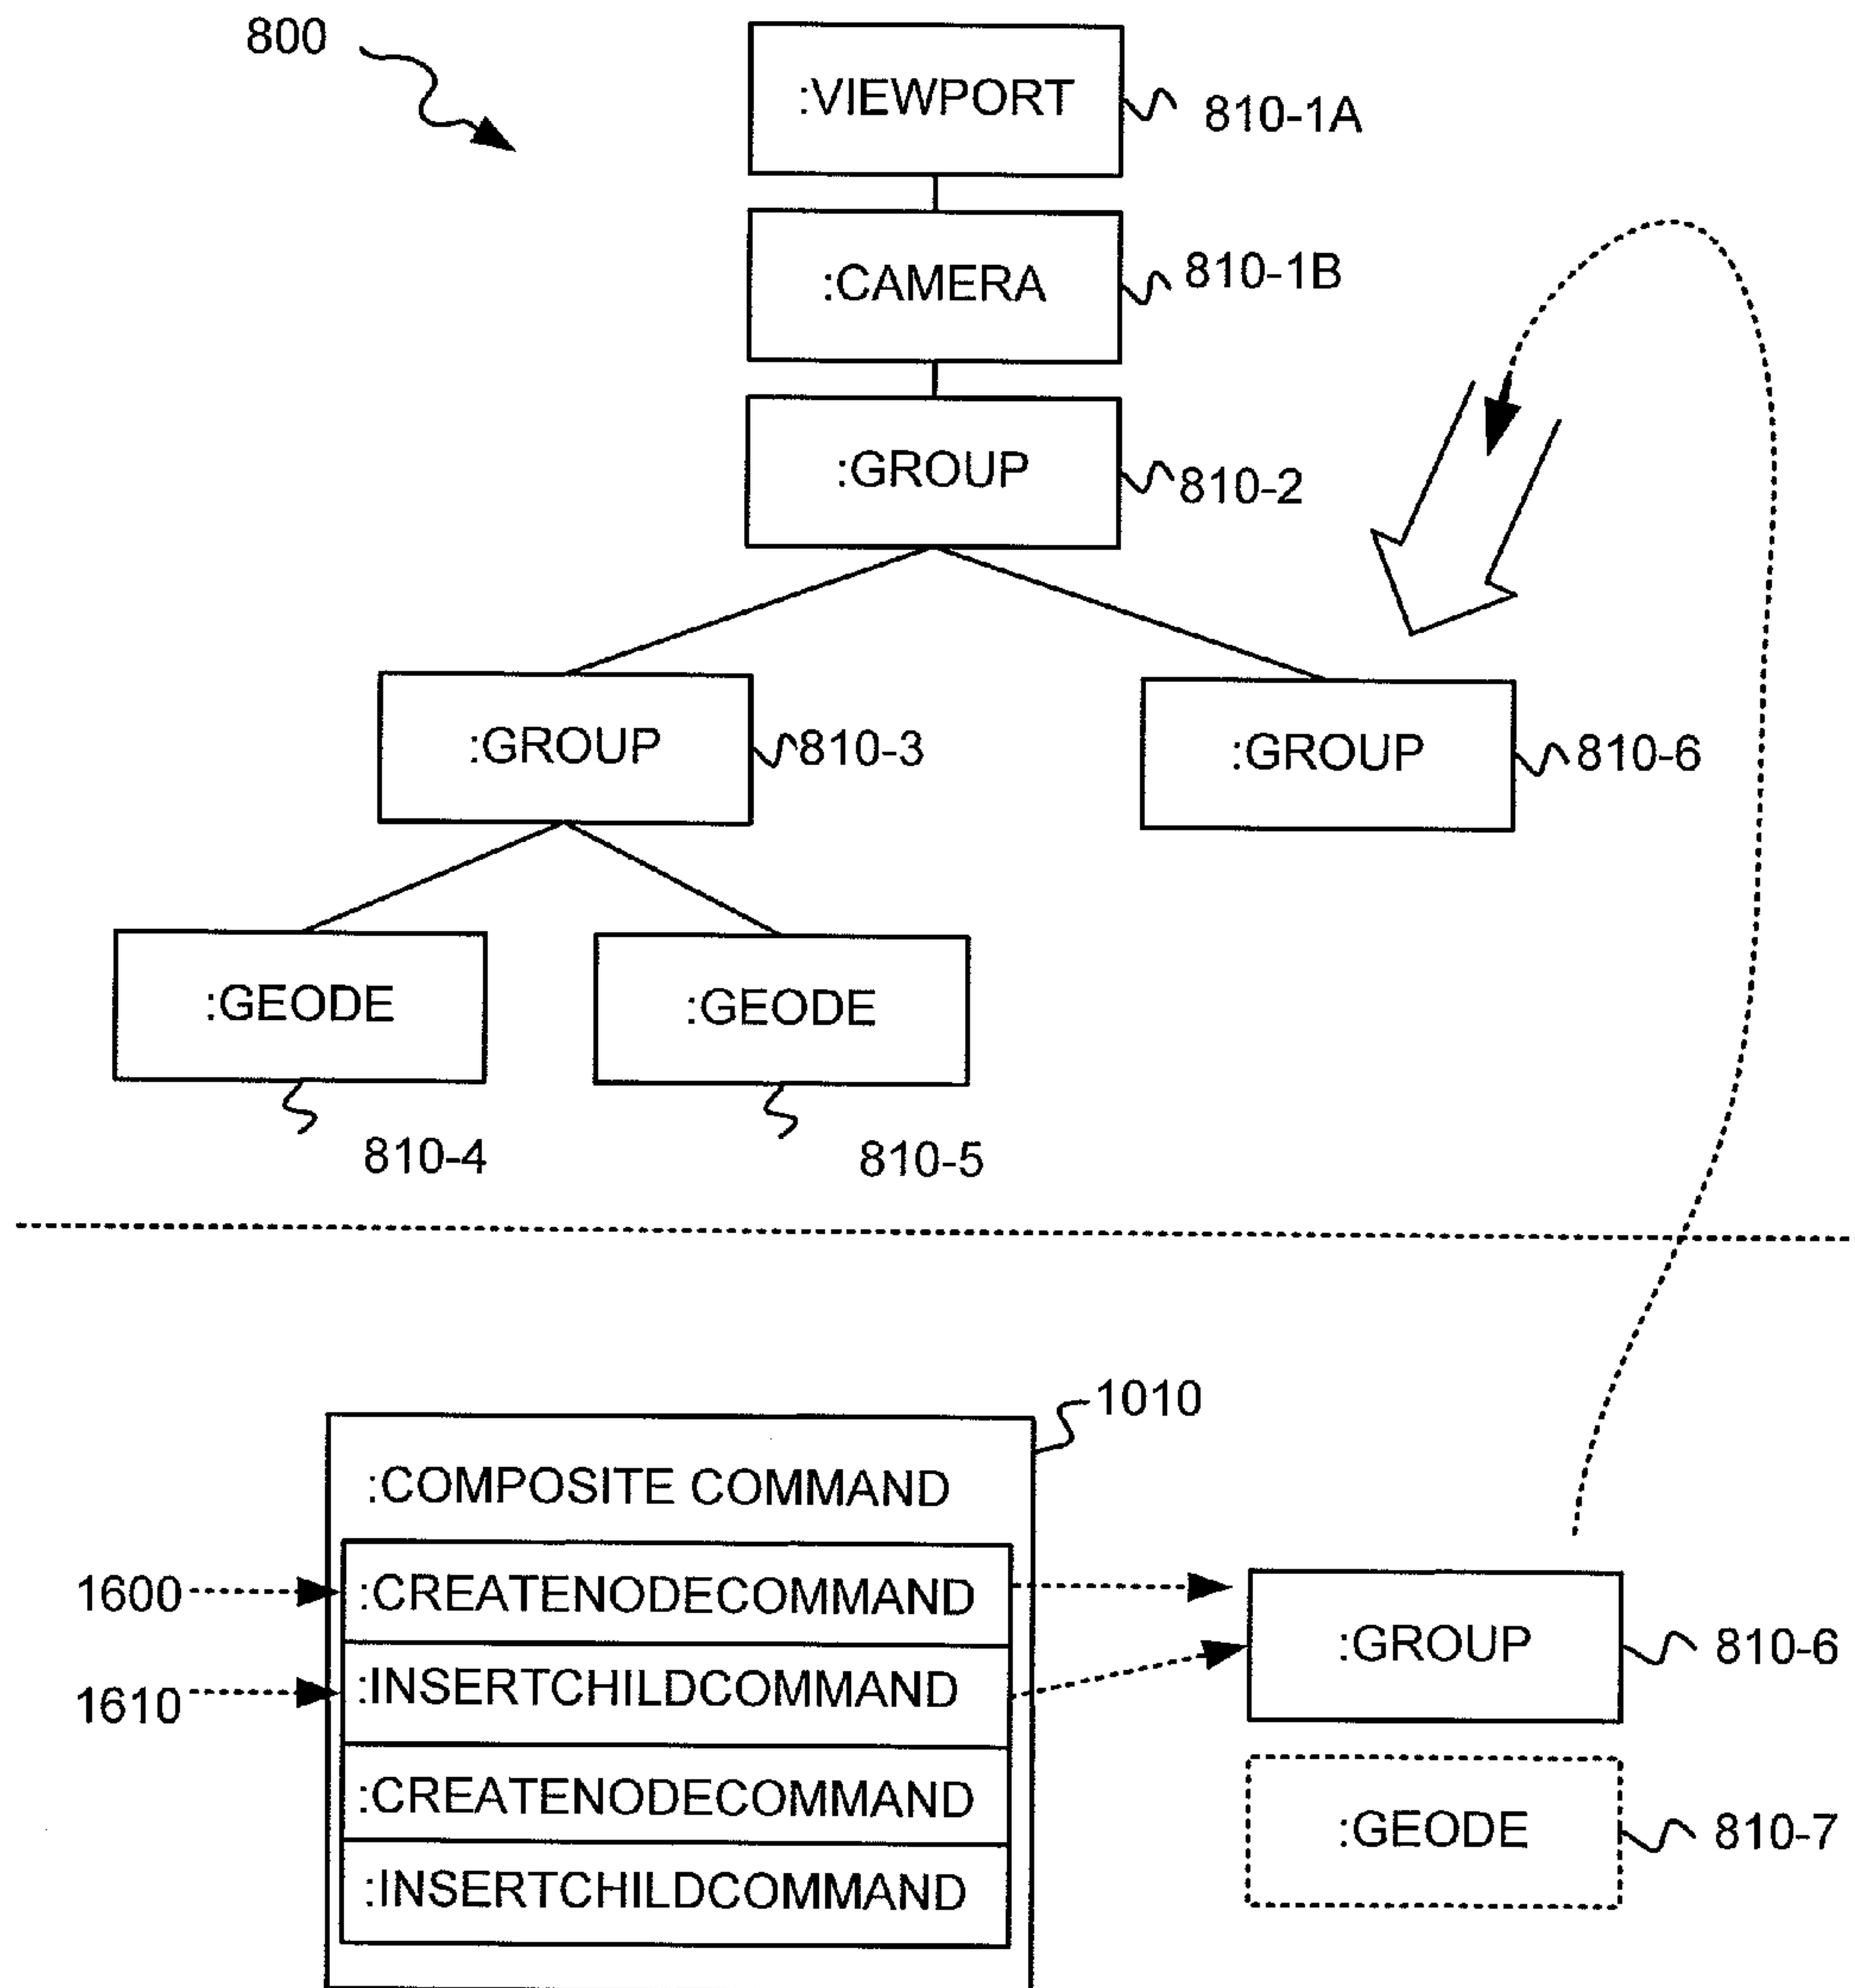 800
:VIEWPORT
810-1A
:CAMERA
810-1B
:GROUP
810-2
:GROUP
810-3
:GROUP
810-6
:GEODE
:GEODE
810-4
810-5
1010
:COMPOSITE COMMAND
1600
:CREATENODECOMMAND
1610
:INSERTCHILDCOMMAND
:CREATENODECOMMAND
:INSERTCHILDCOMMAND
:GROUP
810-6
:GEODE
810-7